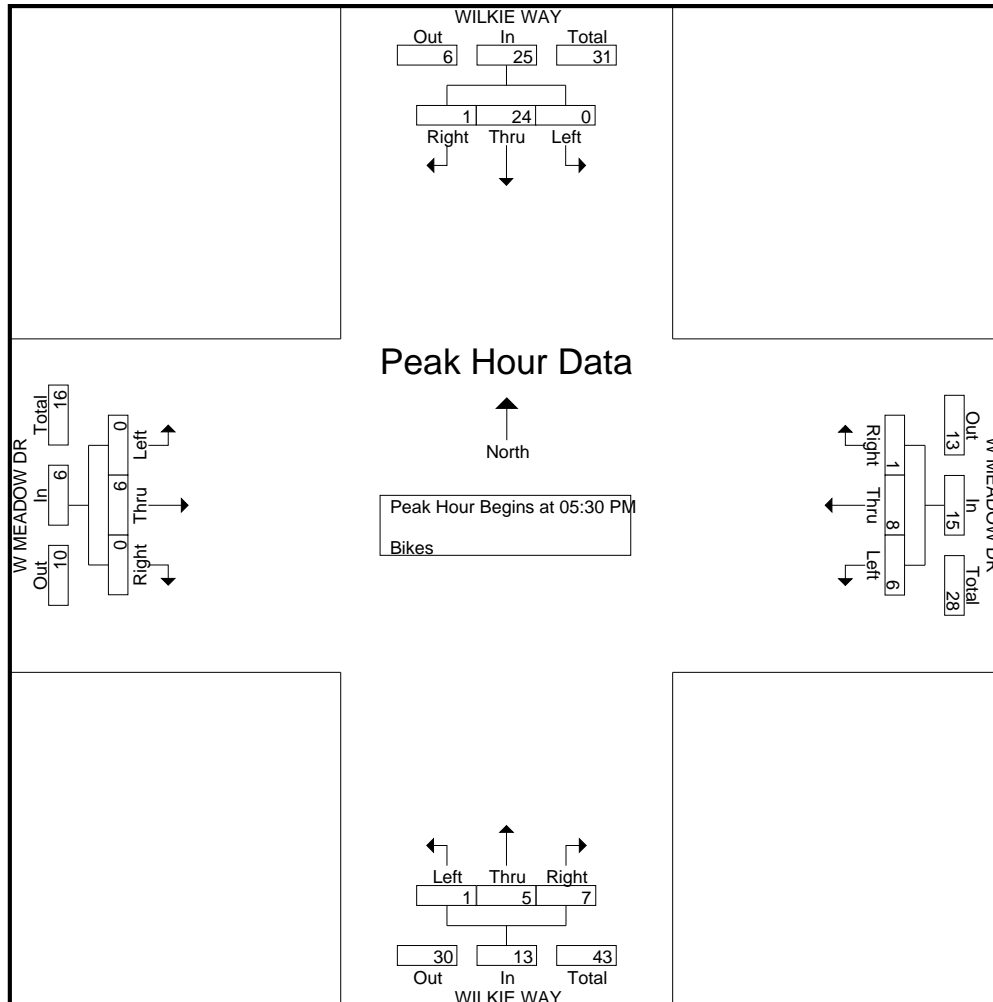 WILKIE WAY
Out In Total
6 25 31
1 24 0
Right Thru Left
Peak Hour Data
North
Peak Hour Begins at 05:30 PM
Bikes
W MEADOW DR
Out In Total
10 6 16
Right Thru Left
0 6 0
W MEADOW DR
Out In Total
13 15 28
Right Thru Left
1 8 6
Left Thru Right
1 5 7
30 13 43
Out In Total
WILKIE WAY